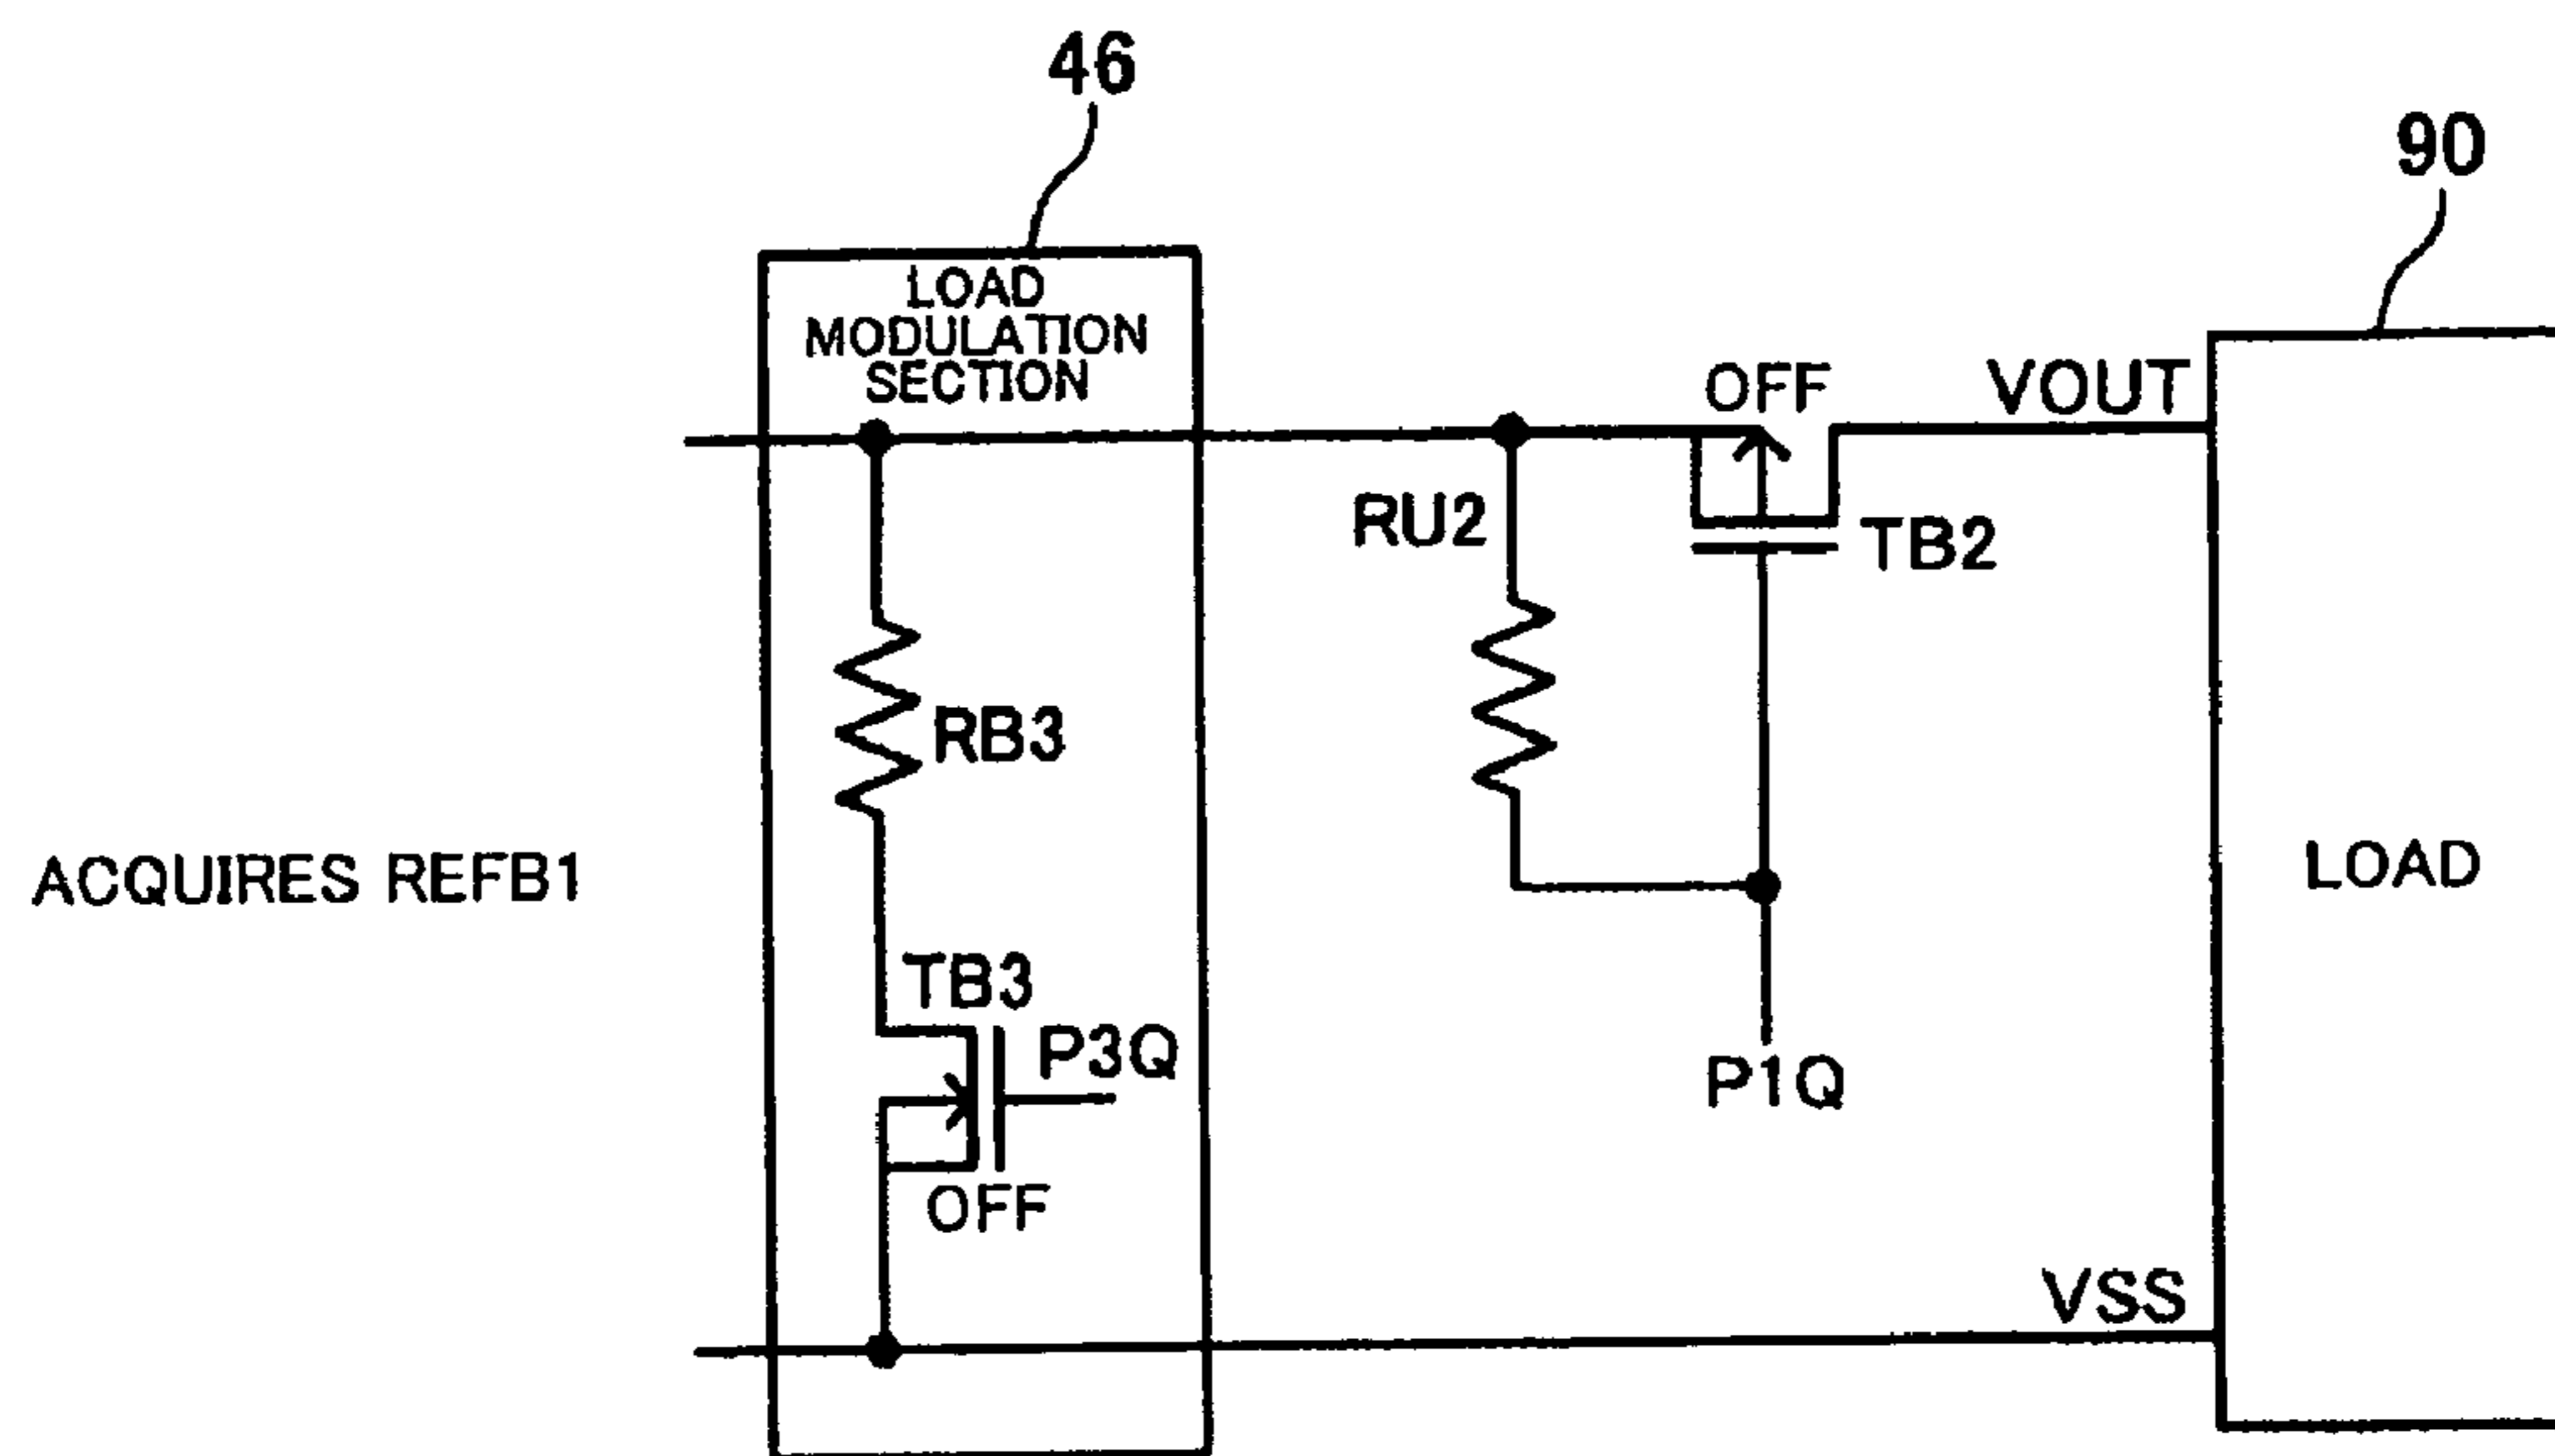 46
90
LOAD
MODULATION
SECTION
OFF
VOUT
RU2
TB2
RB3
ACQUIRES REFB1
LOAD
TB3
P3Q
P1Q
OFF
VSS